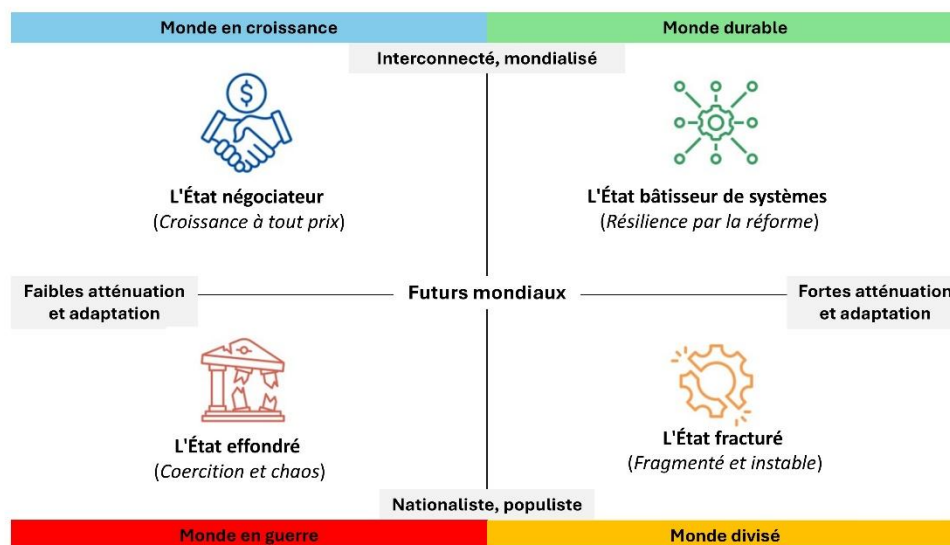 Monde en croissance
Monde durable
Interconnecté, mondialisé
$
L'État négociateur
(Croissance à tout prix)
L'État bâtisseur de systèmes
(Résilience par la réforme)
Faibles atténuation
et adaptation
Futurs mondiaux
Fortes atténuation
et adaptation
L'État effondré
(Coercition et chaos)
L'État fracturé
(Fragmenté et instable)
Nationaliste, populiste
Monde en guerre
Monde divisé